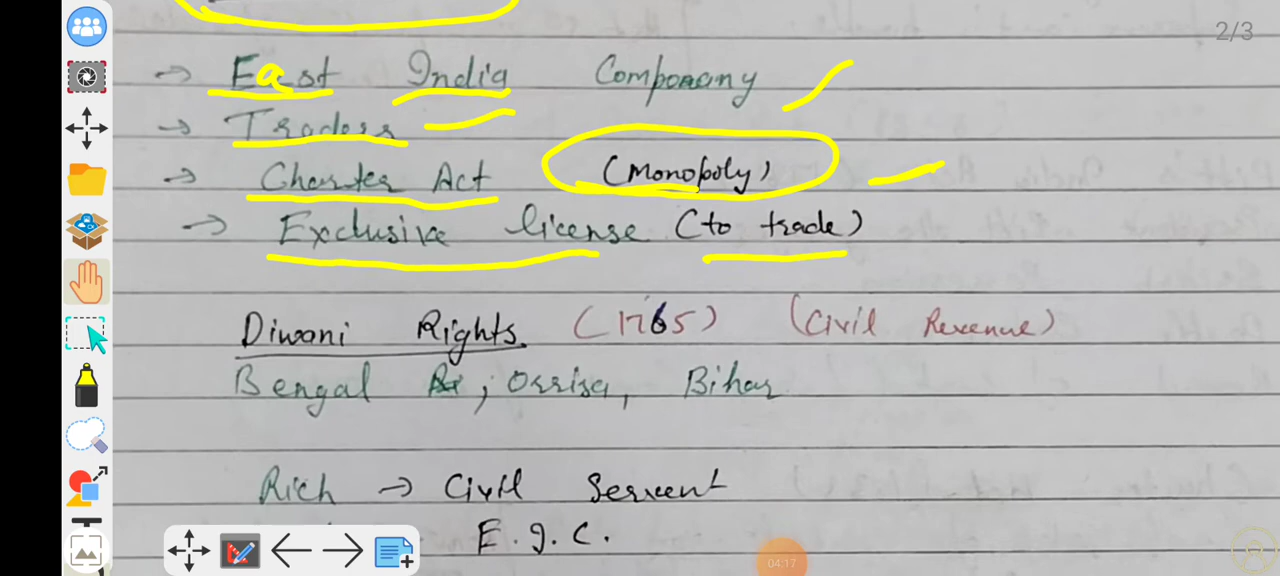 2/3
→ East India Company
→ Traders
→ Charter Act (Monopoly)
→ Exclusive license (to trade)
Diwani Rights. (1765) (Civil Revenue)
Bengal ; Orrisa, Bihar
Rich → Civil Servent
E.I.C.
04:17